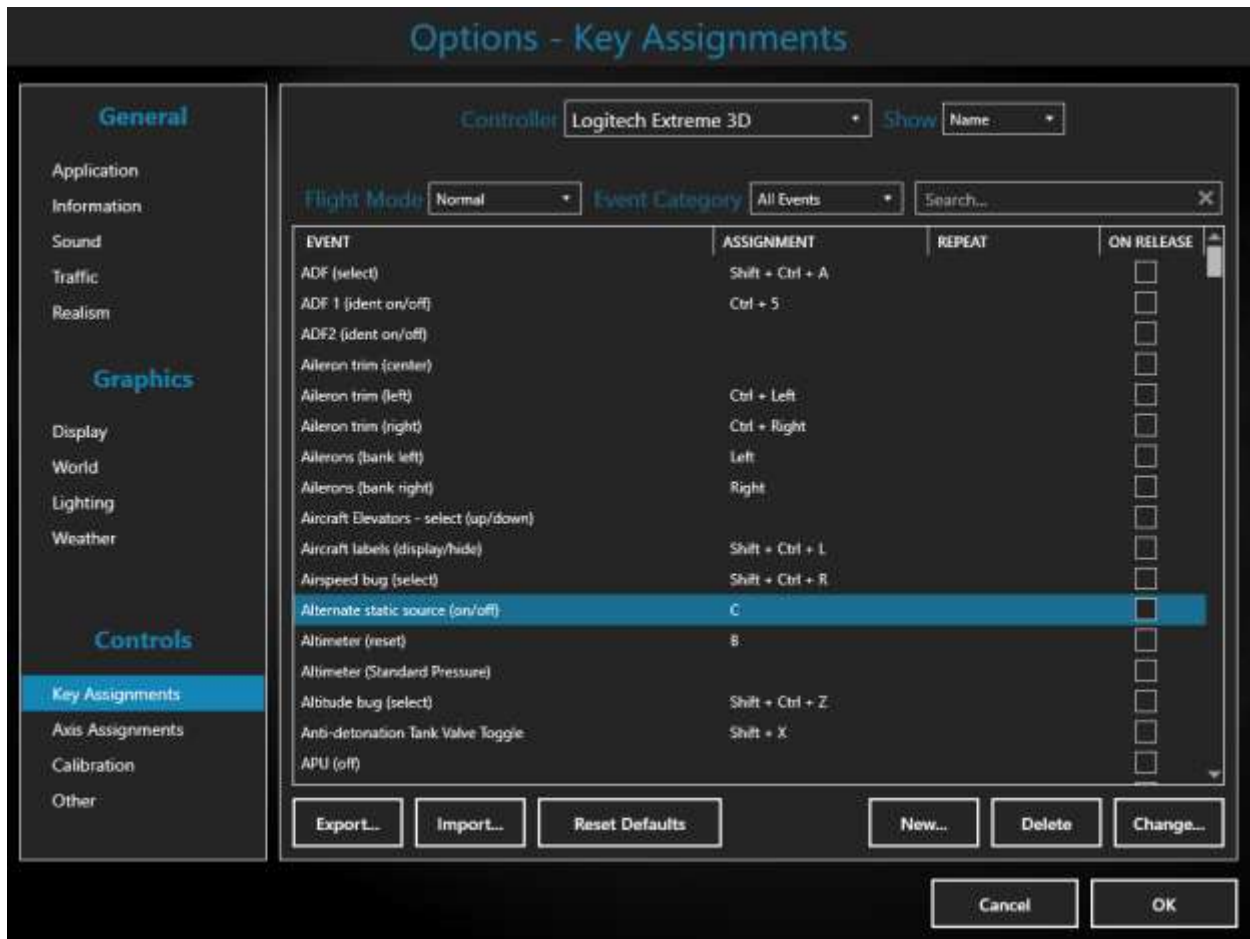 Options - Key Assignments
General
Application
Information
Sound
Traffic
Realism
Graphics
Display
World
Lighting
Weather
Controls
Key Assignments
Axis Assignments
Calibration
Other
Controller Logitech Extreme 3D Show Name
Flight Mode Normal Event Category All Events Search...
EVENT ASSIGNMENT REPEAT ON RELEASE
ADF (select) Shift + Ctrl + A
ADF 1 (ident on/off) Ctrl + 5
ADF2 (ident on/off)
Aileron trim (center)
Aileron trim (left) Ctrl + Left
Aileron trim (right) Ctrl + Right
Ailerons (bank left) Left
Ailerons (bank right) Right
Aircraft Elevators - select (up/down)
Aircraft labels (display/hide) Shift + Ctrl + L
Airspeed bug (select) Shift + Ctrl + R
Alternate static source (on/off) C
Altimeter (reset) B
Altimeter (Standard Pressure)
Altitude bug (select) Shift + Ctrl + Z
Anti-detonation Tank Valve Toggle Shift + X
APU (off)
Export... Import... Reset Defaults New... Delete Change...
Cancel OK